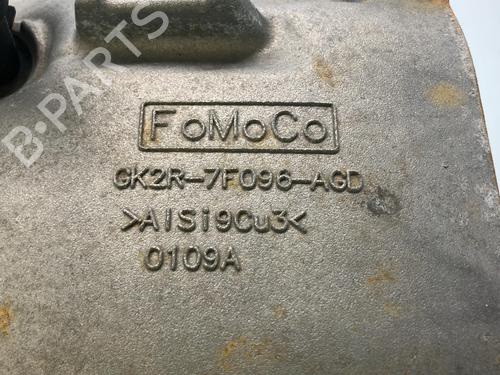 B-PARTS
FoMoCo
GK2R-7F096-AGD
>AlSi9Cu3<
0109A